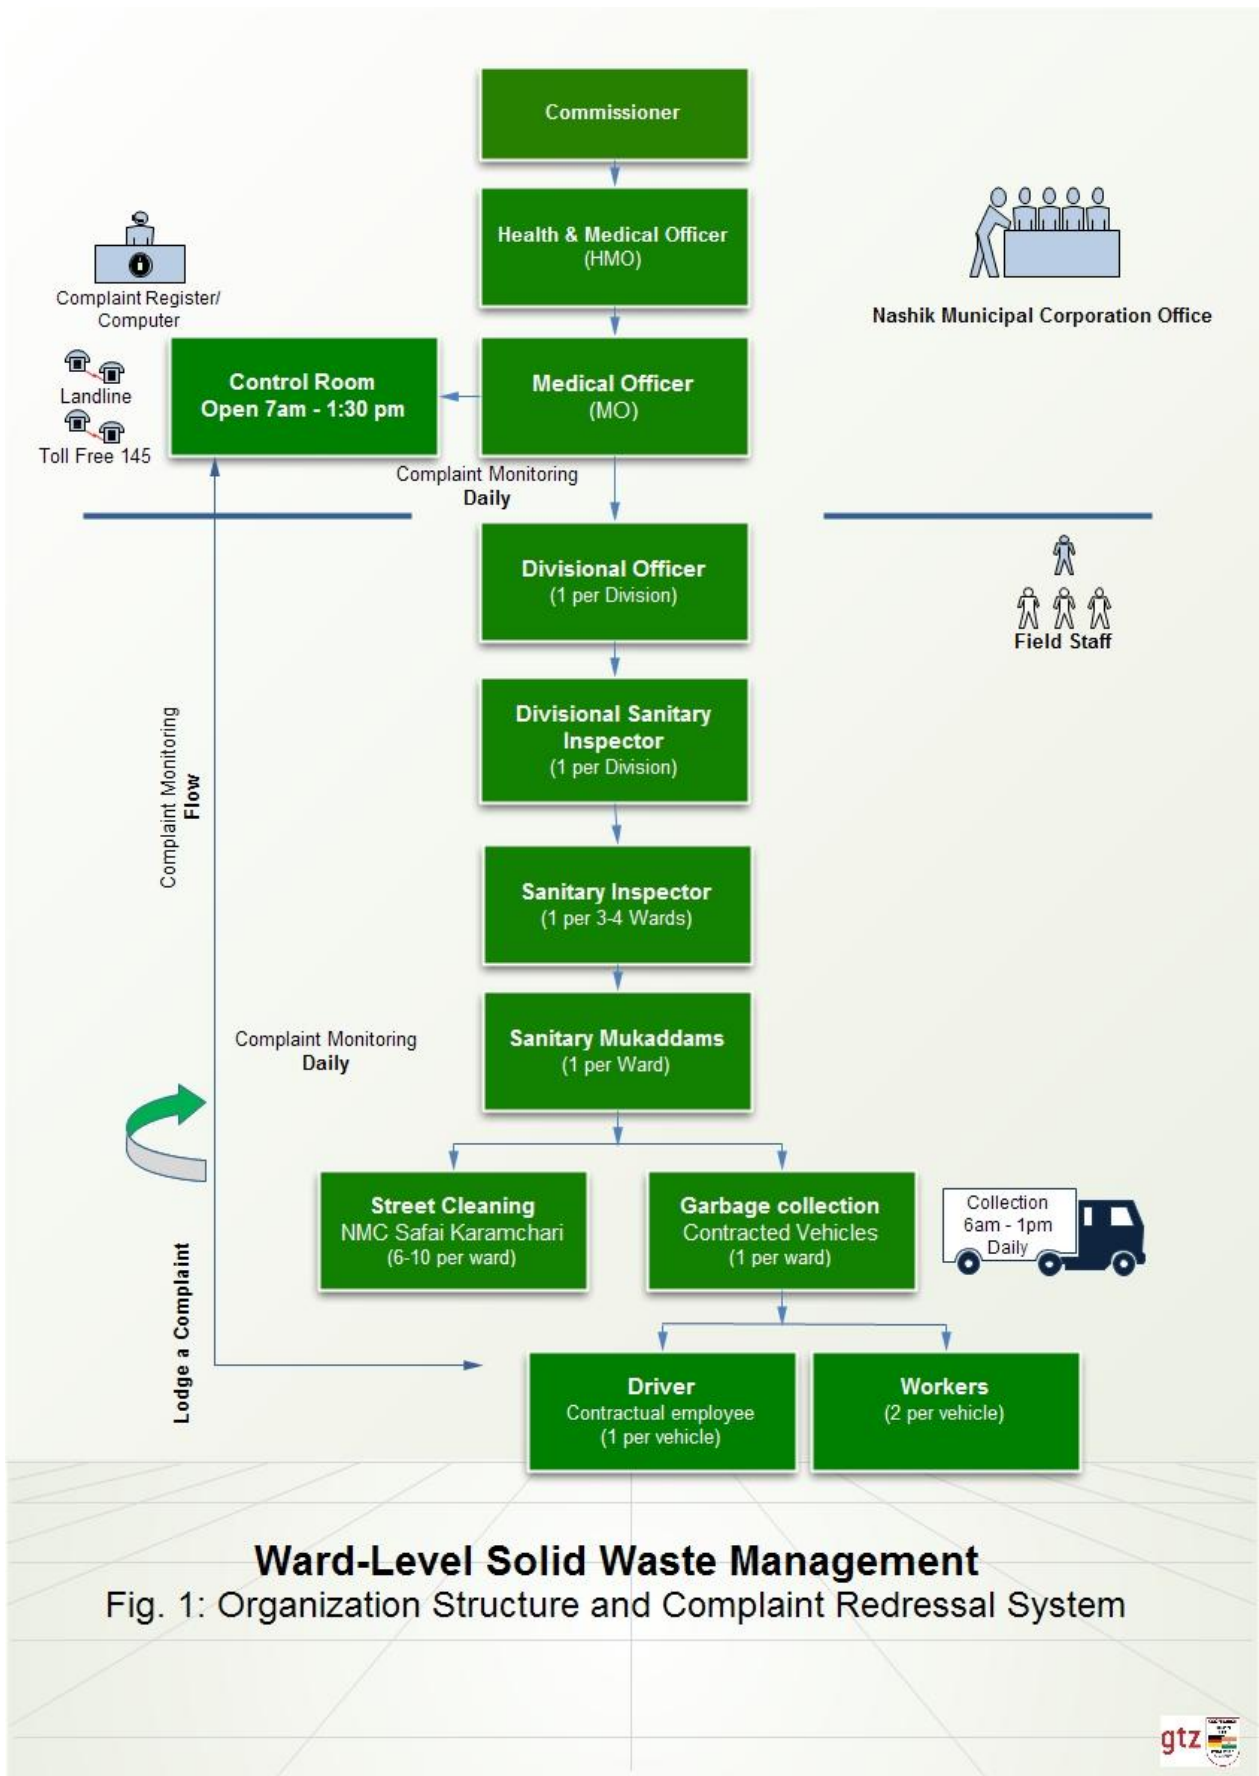 Commissioner
Health & Medical Officer
(HMO)
Complaint Register/
Computer
Nashik Municipal Corporation Office
Landline
Toll Free 145
Control Room
Open 7am - 1:30 pm
Medical Officer
(MO)
Complaint Monitoring
Daily
Divisional Officer
(1 per Division)
Field Staff
Divisional Sanitary
Inspector
(1 per Division)
Complaint Monitoring
Flow
Sanitary Inspector
(1 per 3-4 Wards)
Complaint Monitoring
Daily
Sanitary Mukaddams
(1 per Ward)
Street Cleaning
NMC Safai Karamchari
(6-10 per ward)
Garbage collection
Contracted Vehicles
(1 per ward)
Collection
6am - 1pm
Daily
Lodge a Complaint
Driver
Contractual employee
(1 per vehicle)
Workers
(2 per vehicle)
Ward-Level Solid Waste Management
Fig. 1: Organization Structure and Complaint Redressal System
gtz